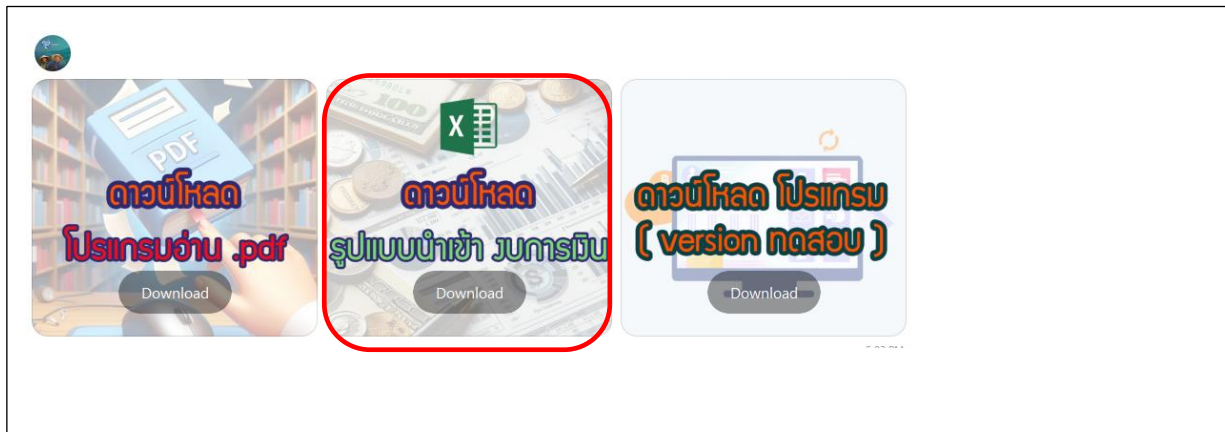 PDF
ดาวน์โหลด
โปรแกรมอ่าน .pdf
Download
X
100
ดาวน์โหลด
รูปแบบนำเข้า งบการเงิน
Download
ดาวน์โหลด โปรแกรม
( version ทดสอบ )
Download